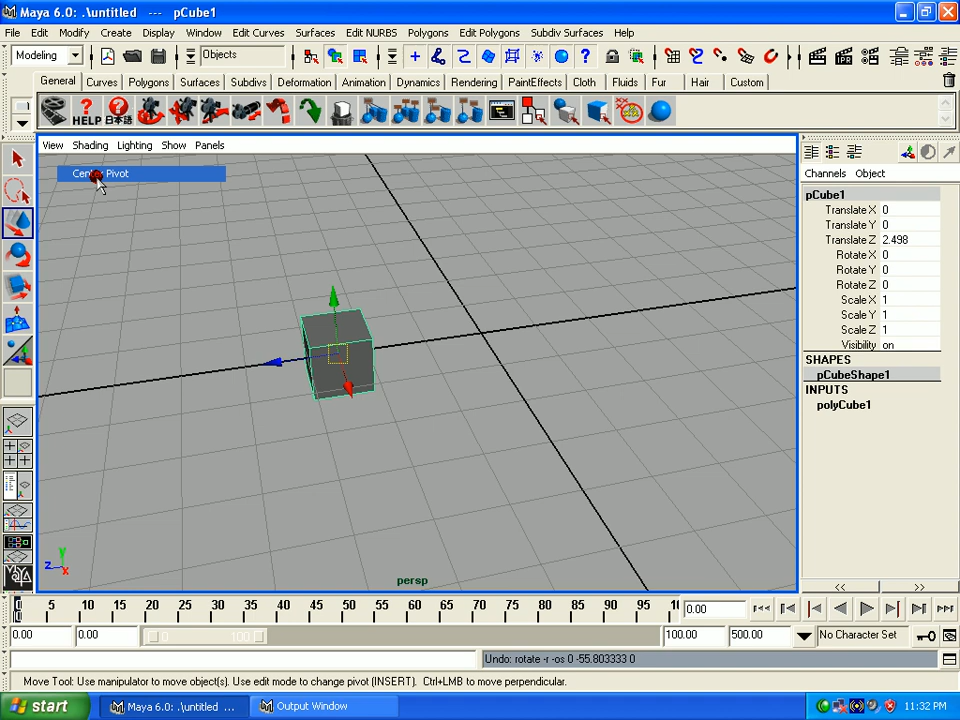 Maya 6.0: .\untitled --- pCube1
File Edit Modify Create Display Window Edit Curves Surfaces Edit NURBS Polygons Edit Polygons Subdiv Surfaces Help
Modeling Objects
General Curves Polygons Surfaces Subdivs Deformation Animation Dynamics Rendering PaintEffects Cloth Fluids Fur Hair Custom
HELP 日本語
View Shading Lighting Show Panels
Center Pivot
Channels Object
pCube1
Translate X 0
Translate Y 0
Translate Z 2.498
Rotate X 0
Rotate Y 0
Rotate Z 0
Scale X 1
Scale Y 1
Scale Z 1
Visibility on
SHAPES
pCubeShape1
INPUTS
polyCube1
y
z x
persp
<< >>
5 10 15 20 25 30 35 40 45 50 55 60 65 70 75 80 85 90 95 0.00
0.00 0.00 0 100 100.00 500.00 No Character Set
Undo: rotate -r -os 0 -55.803333 0
Move Tool: Use manipulator to move object(s). Use edit mode to change pivot (INSERT). Ctrl+LMB to move perpendicular.
start Maya 6.0: .\untitled ... Output Window 11:32 PM